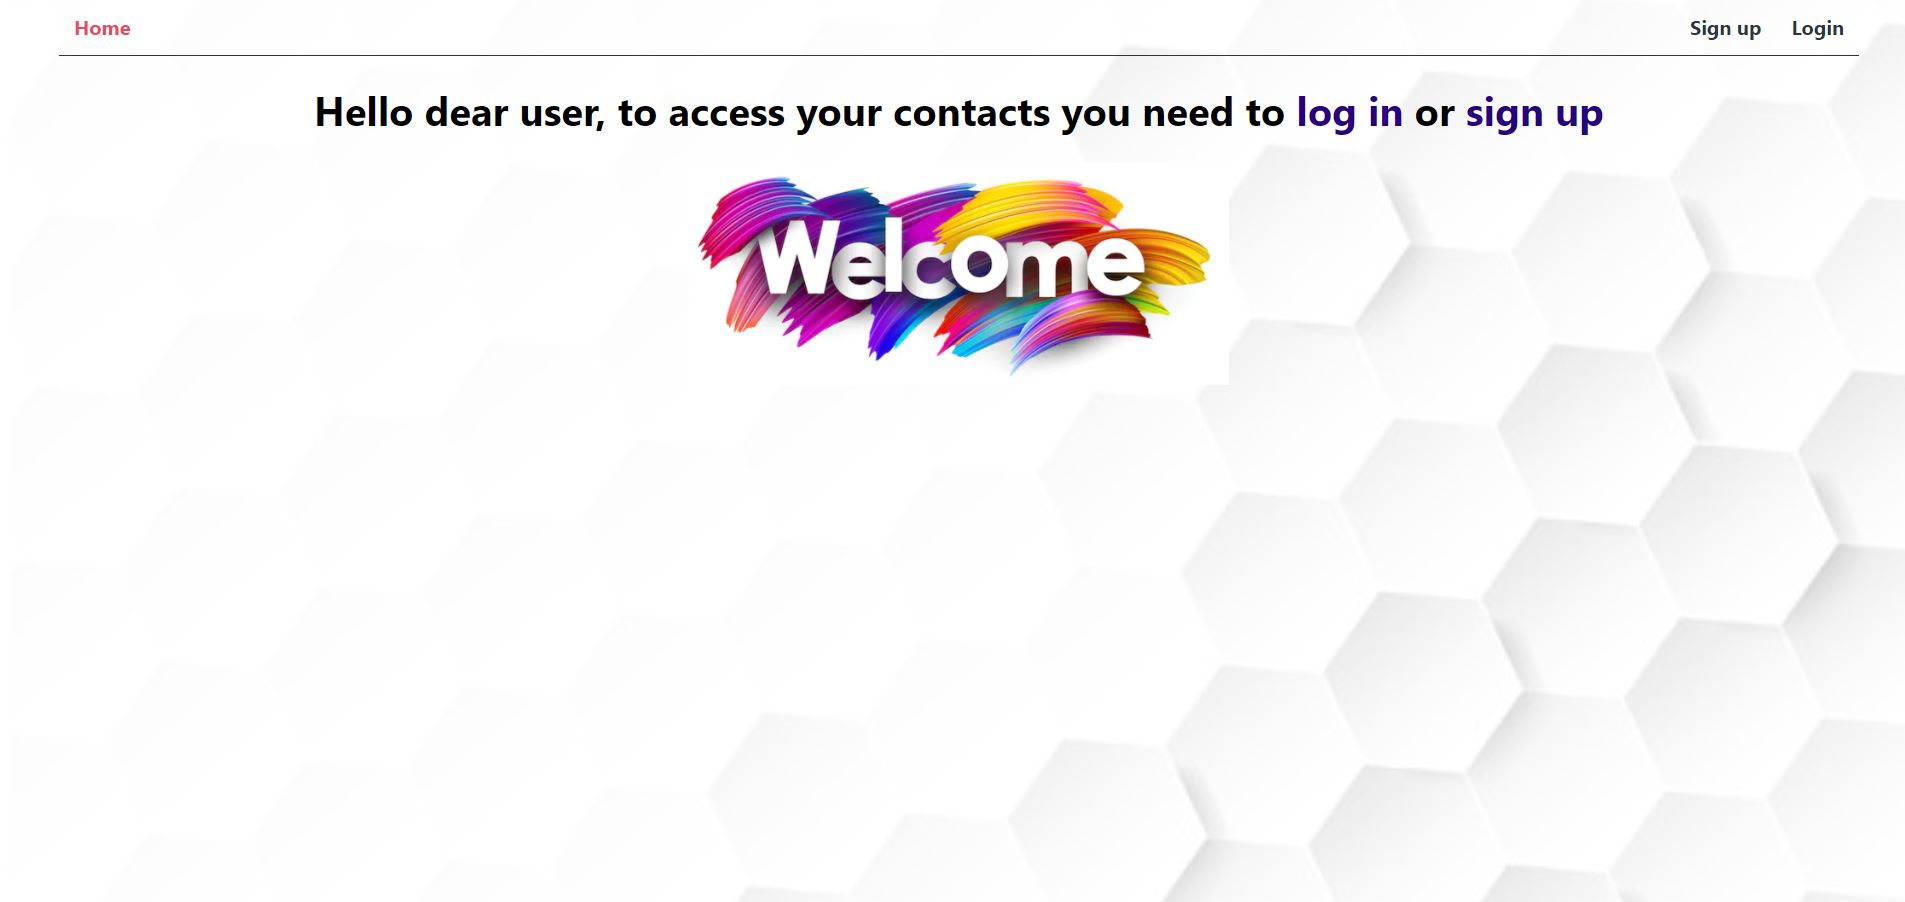 Home Sign up Login
Hello dear user, to access your contacts you need to log in or sign up
Welcome